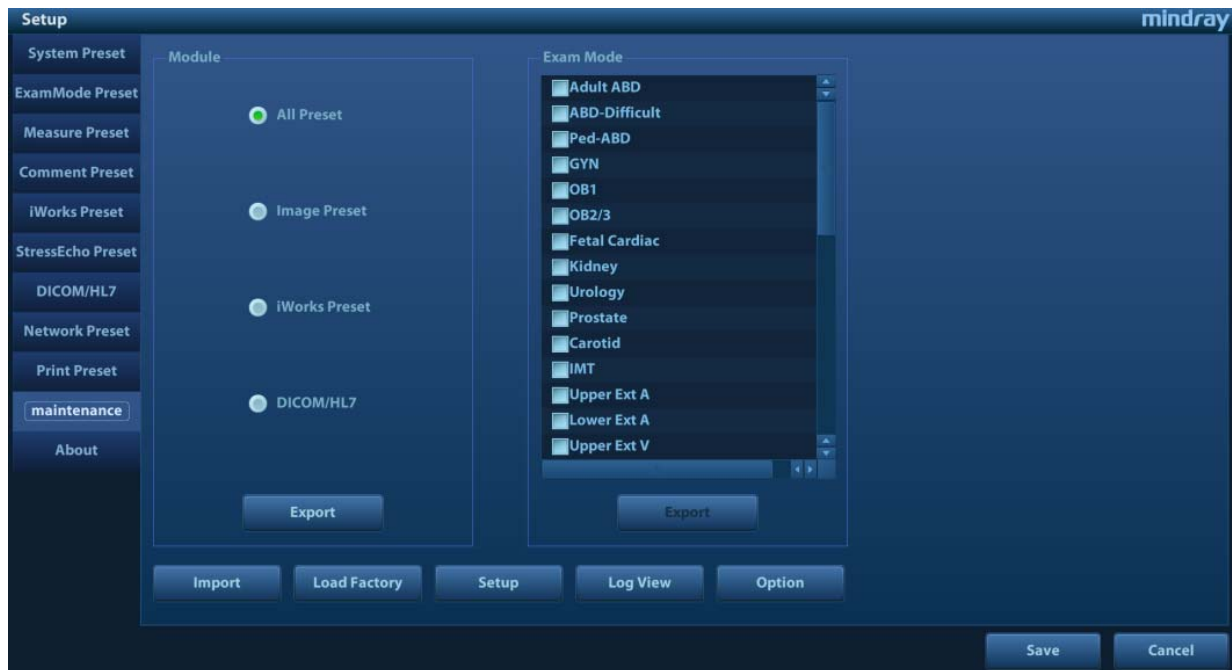 Setup
mindray
System Preset
ExamMode Preset
Measure Preset
Comment Preset
iWorks Preset
StressEcho Preset
DICOM/HL7
Network Preset
Print Preset
maintenance
About
Module
All Preset
Image Preset
iWorks Preset
DICOM/HL7
Export
Exam Mode
Adult ABD
ABD-Difficult
Ped-ABD
GYN
OB1
OB2/3
Fetal Cardiac
Kidney
Urology
Prostate
Carotid
IMT
Upper Ext A
Lower Ext A
Upper Ext V
Export
Import
Load Factory
Setup
Log View
Option
Save
Cancel